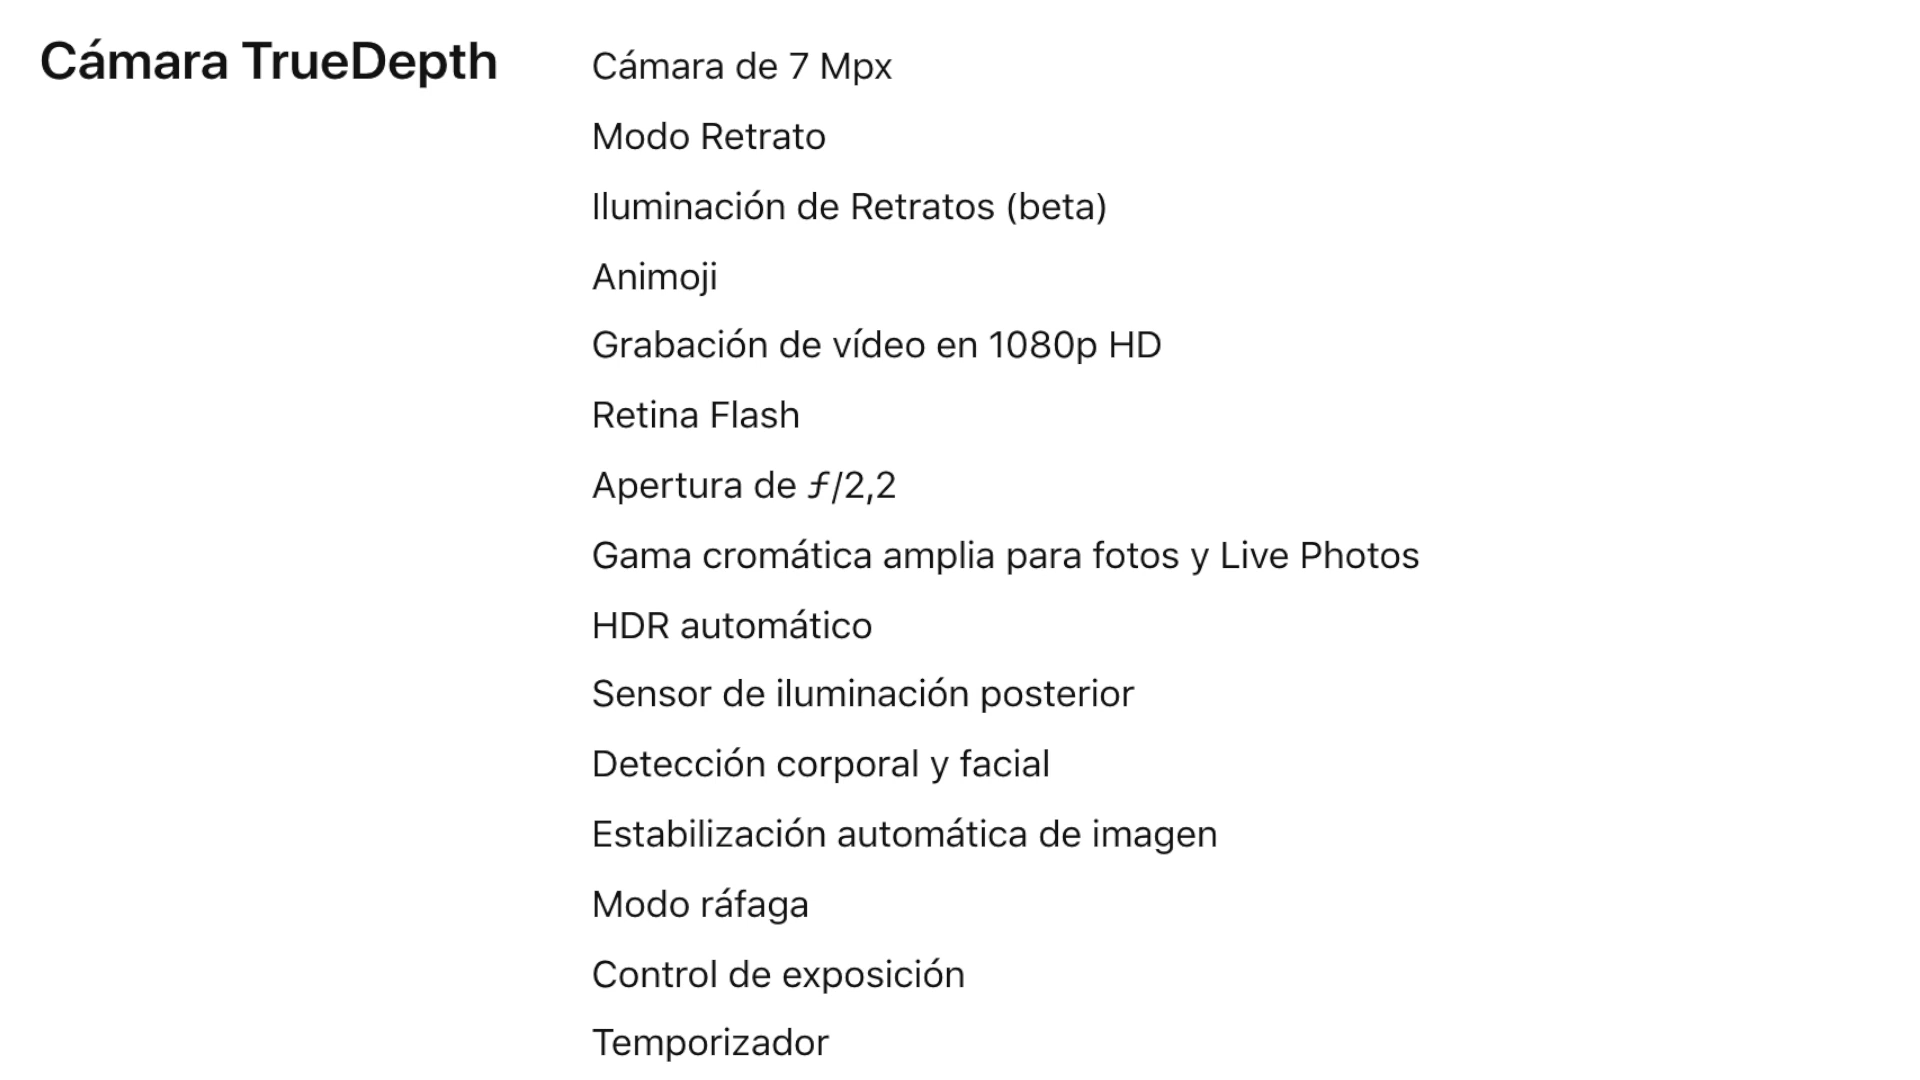 Cámara TrueDepth
Cámara de 7 Mpx
Modo Retrato
Iluminación de Retratos (beta)
Animoji
Grabación de vídeo en 1080p HD
Retina Flash
Apertura de ƒ/2,2
Gama cromática amplia para fotos y Live Photos
HDR automático
Sensor de iluminación posterior
Detección corporal y facial
Estabilización automática de imagen
Modo ráfaga
Control de exposición
Temporizador